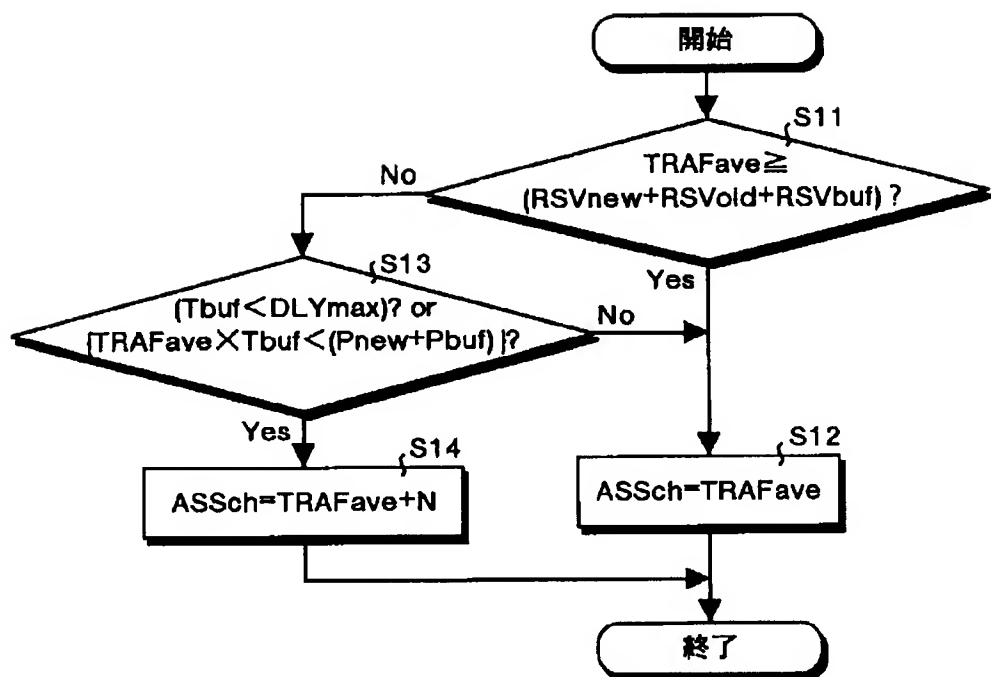 開始
S11
TRAFave≧
(RSVnew+RSVold+RSVbuf) ?
No
Yes
S13
(Tbuf<DLYmax)? or
[TRAFave×Tbuf<(Pnew+Pbuf) ]?
No
Yes
S14
ASSch=TRAFave+N
S12
ASSch=TRAFave
終了